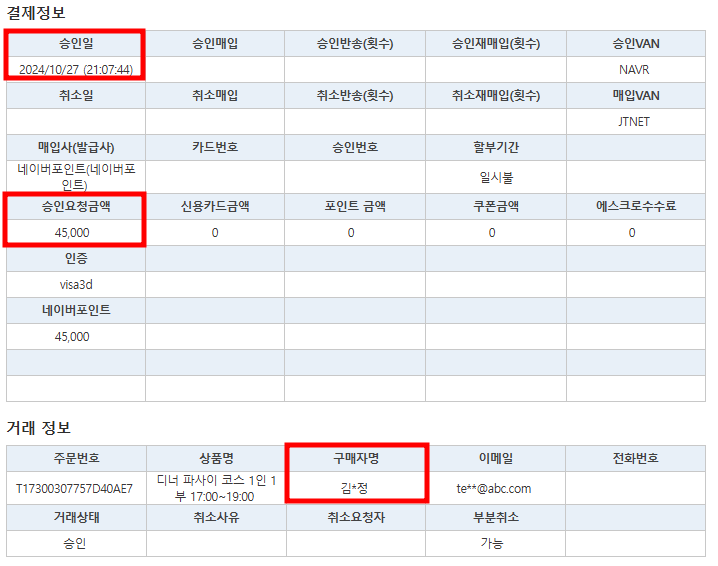 결제정보
승인일 승인매입 승인반송(횟수) 승인재매입(횟수) 승인VAN
2024/10/27 (21:07:44) NAVR
취소일 취소매입 취소반송(횟수) 취소재매입(횟수) 매입VAN
JTNET
매입사(발급사) 카드번호 승인번호 할부기간
네이버포인트(네이버포
인트) 일시불
승인요청금액 신용카드금액 포인트 금액 쿠폰금액 에스크로수수료
45,000 0 0 0 0
인증
visa3d
네이버포인트
45,000
거래 정보
주문번호 상품명 구매자명 이메일 전화번호
T17300307757D40AE7 디너 파사이 코스 1인 1
부 17:00~19:00 김*정 te**@abc.com
거래상태 취소사유 취소요청자 부분취소
승인 가능